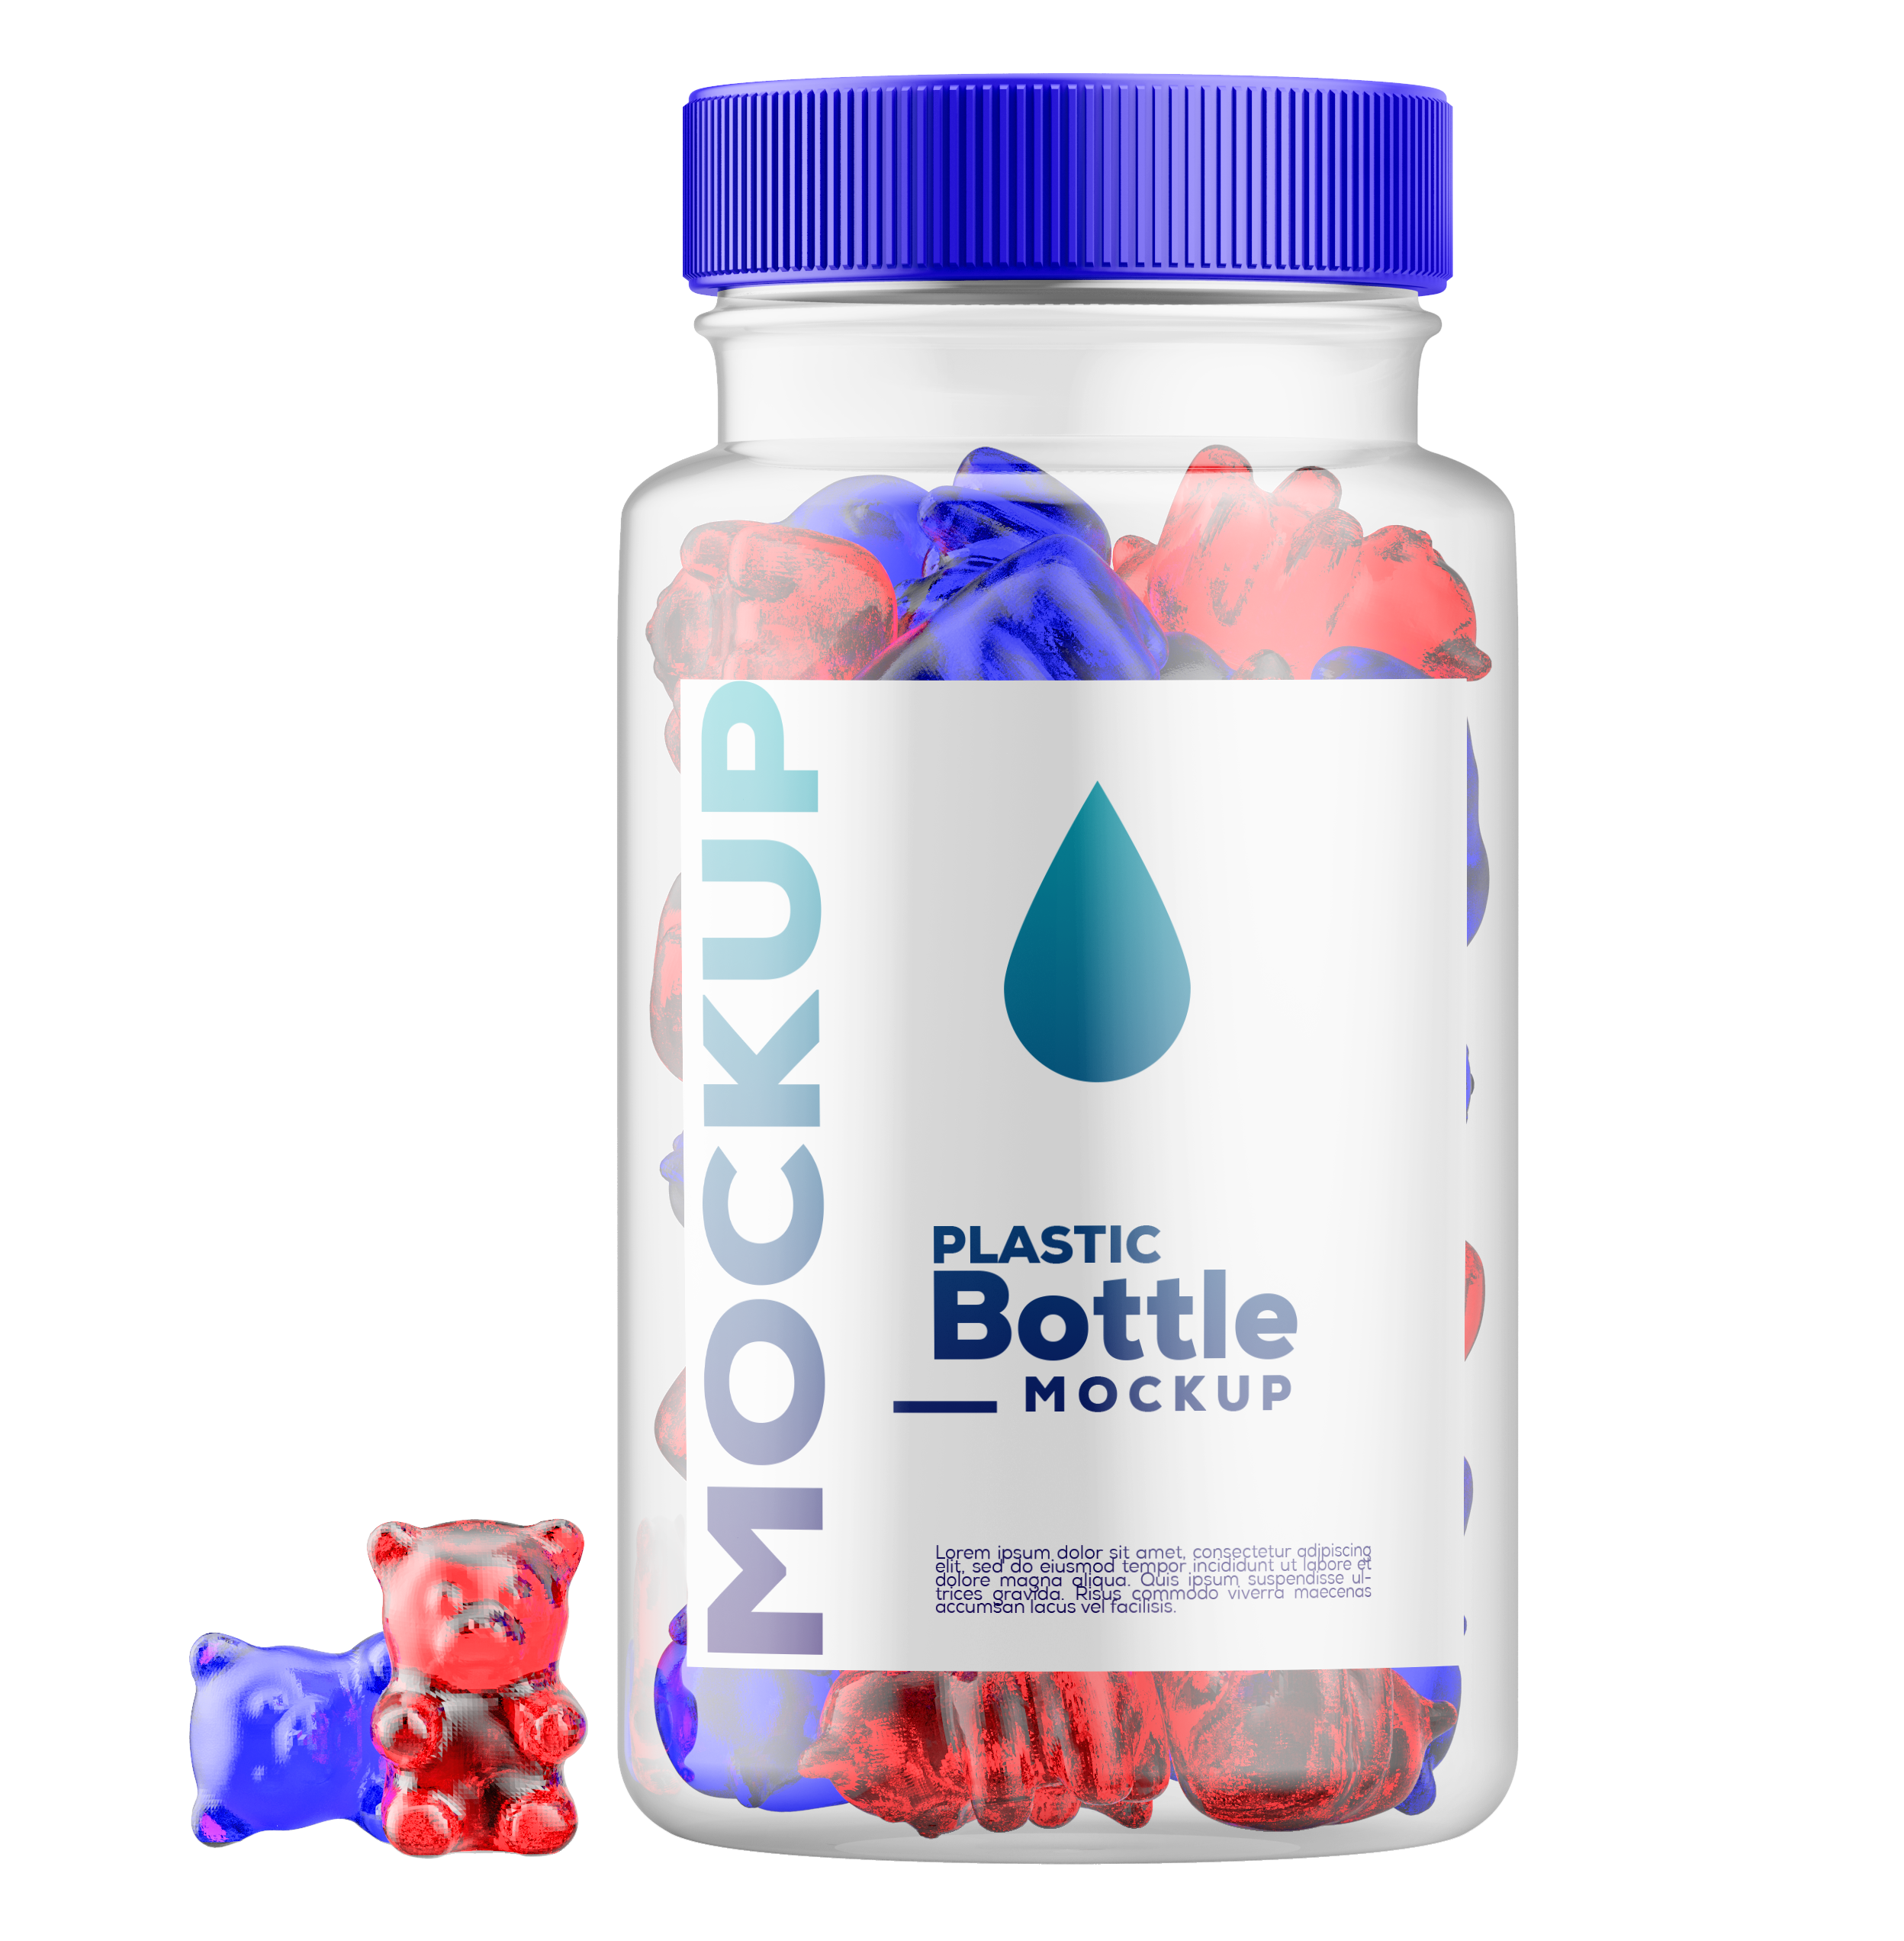 MOCKUP
PLASTIC
Bottle
MOCKUP
Lorem ipsum dolor sit amet, consectetur adipiscing
elit, sed do eiusmod tempor incididunt ut labore et
dolore magna aliqua. Quis ipsum suspendisse ul-
trices gravida. Risus commodo viverra maecenas
accumsan lacus vel facilisis.